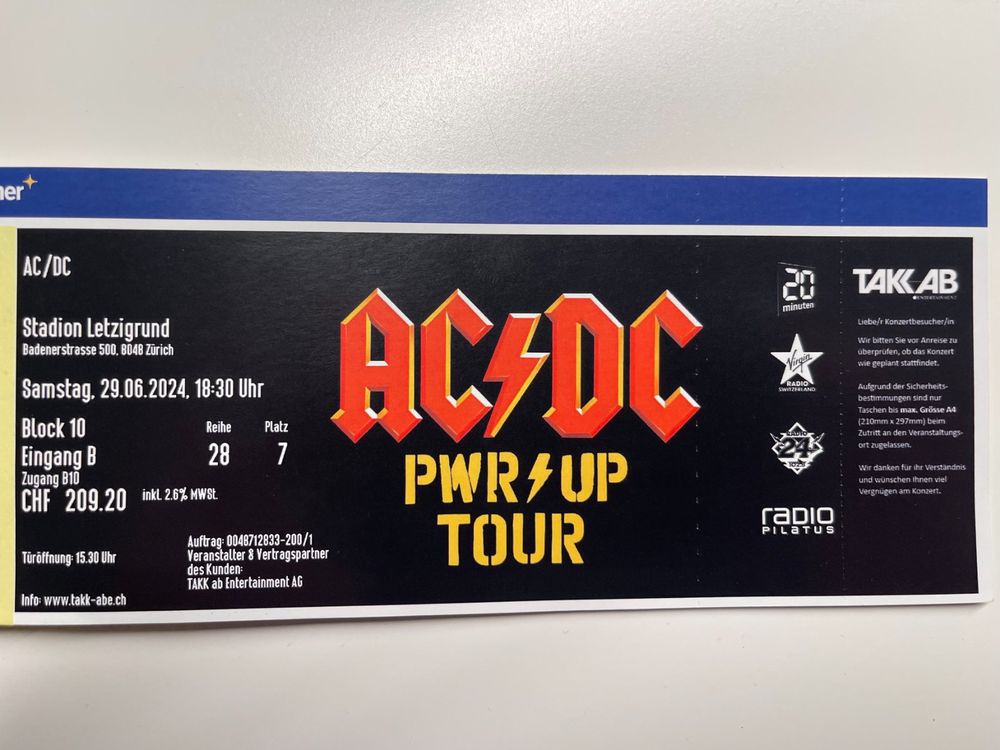 ner
AC/DC
Stadion Letzigrund
Badenerstrasse 500, 8048 Zürich
Samstag, 29.06.2024, 18:30 Uhr
Block 10
Reihe
Platz
Eingang B
28
7
Zugang B10
CHF 209.20
inkl. 2.6% MWSt.
Türöffnung: 15.30 Uhr
Auftrag: 0048712833-200/1
Veranstalter & Vertragspartner
des Kunden:
TAKK ab Entertainment AG
Info: www.takk-abe.ch
AC DC
PWR UP
TOUR
20
minuten
Virgin
RADIO
SWITZERLAND
RADIO
24
radio
PILATUS
TAKK AB
ENTERTAINMENT
Liebe/r Konzertbesucher/in
Wir bitten Sie vor Anreise zu
überprüfen, ob das Konzert
wie geplant stattfindet.
Aufgrund der Sicherheits-
bestimmungen sind nur
Taschen bis max. Grösse A4
(210mm x 297mm) beim
Zutritt an den Veranstaltungs-
ort zugelassen.
Wir danken für ihr Verständnis
und wünschen Ihnen viel
Vergnügen am Konzert.